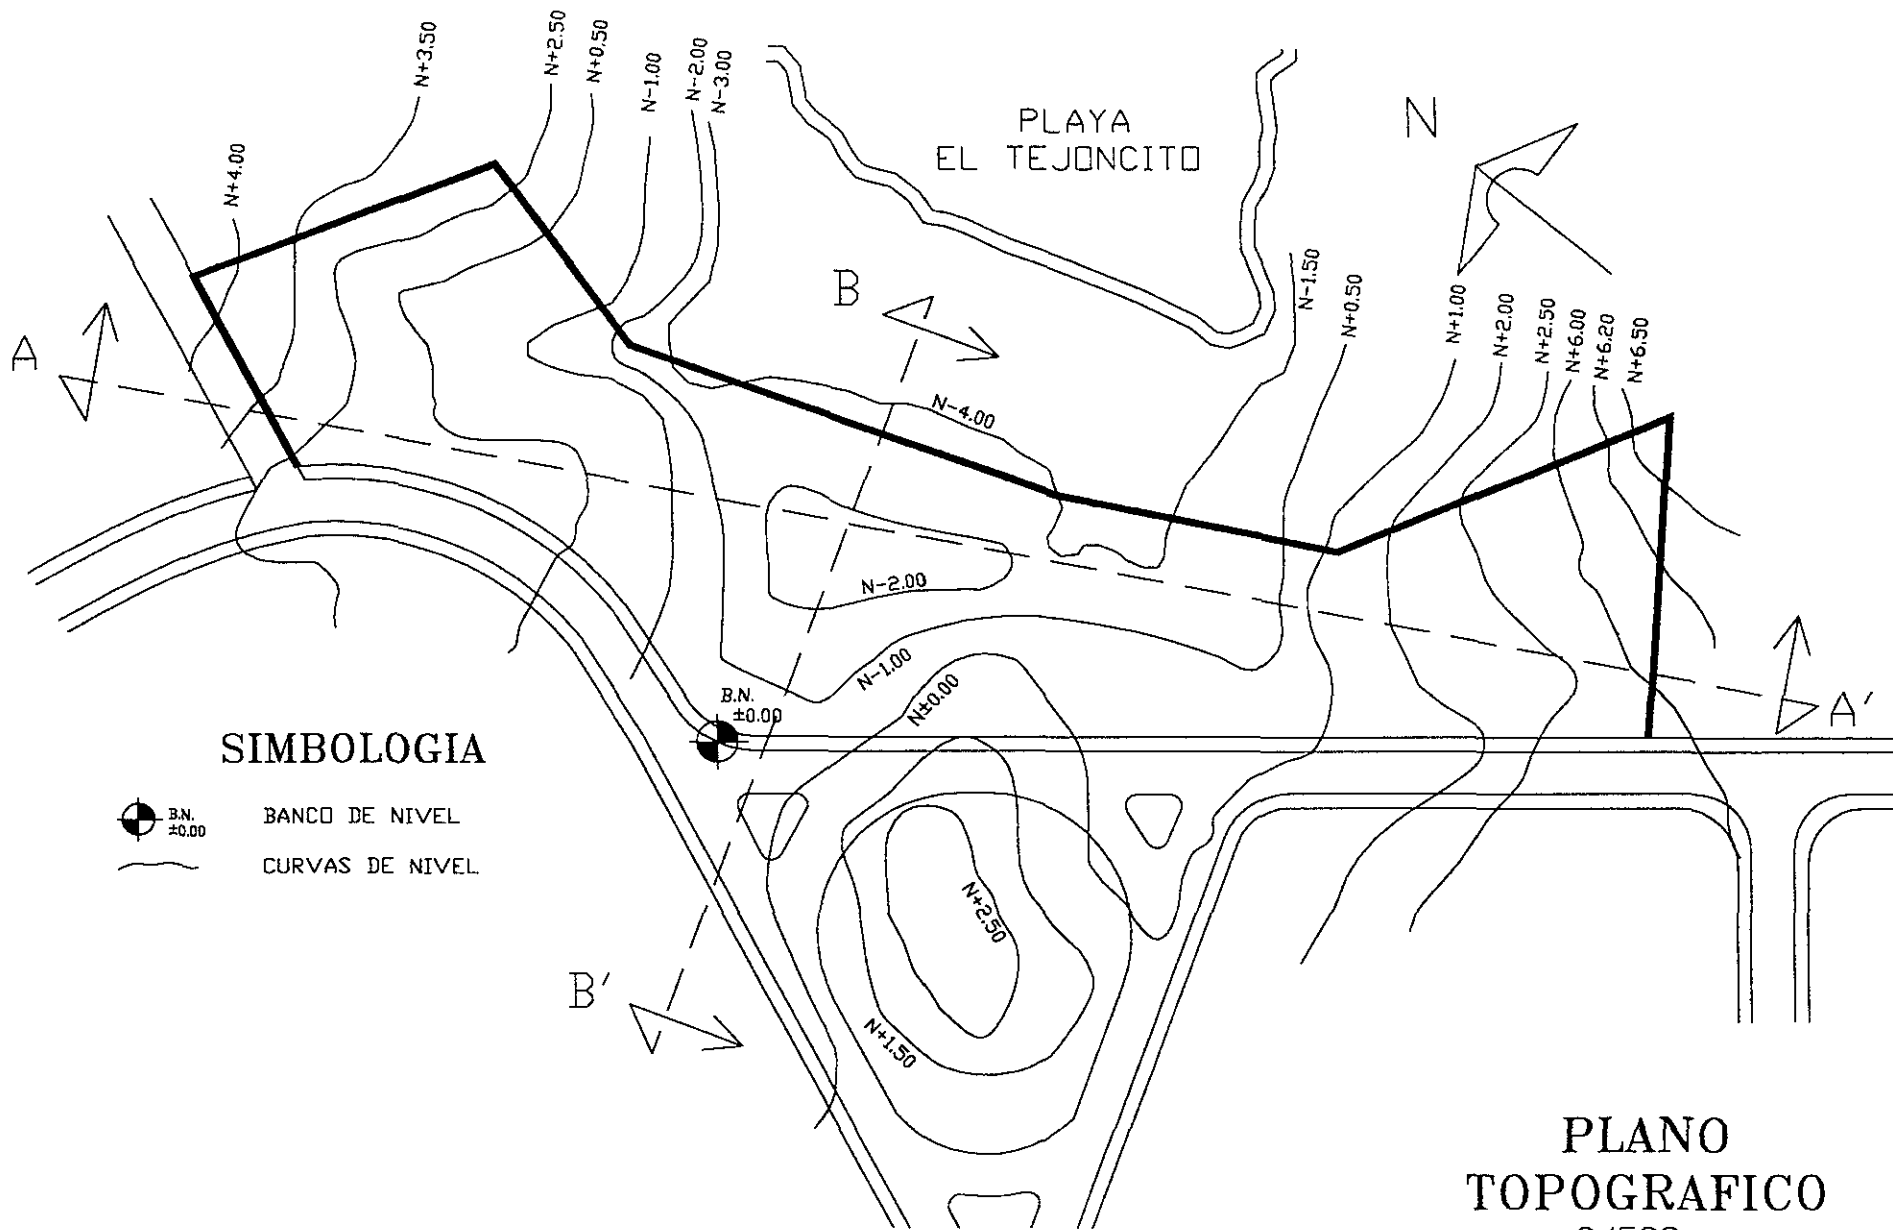 N+3.50
N+2.50
N+0.50
N-1.00
N-2.00
N-3.00
N+4.00
PLAYA
EL TEJONCITO
N
B
A
N-1.50
N+0.50
N+1.00
N+2.00
N+2.50
N+6.00
N+6.20
N+6.50
N-4.00
N-2.00
N-1.00
N±0.00
B.N.
±0.00
A'
SIMBOLOGIA
B.N.
±0.00
BANCO DE NIVEL
CURVAS DE NIVEL
N+2.50
B'
N+1.50
PLANO
TOPOGRAFICO